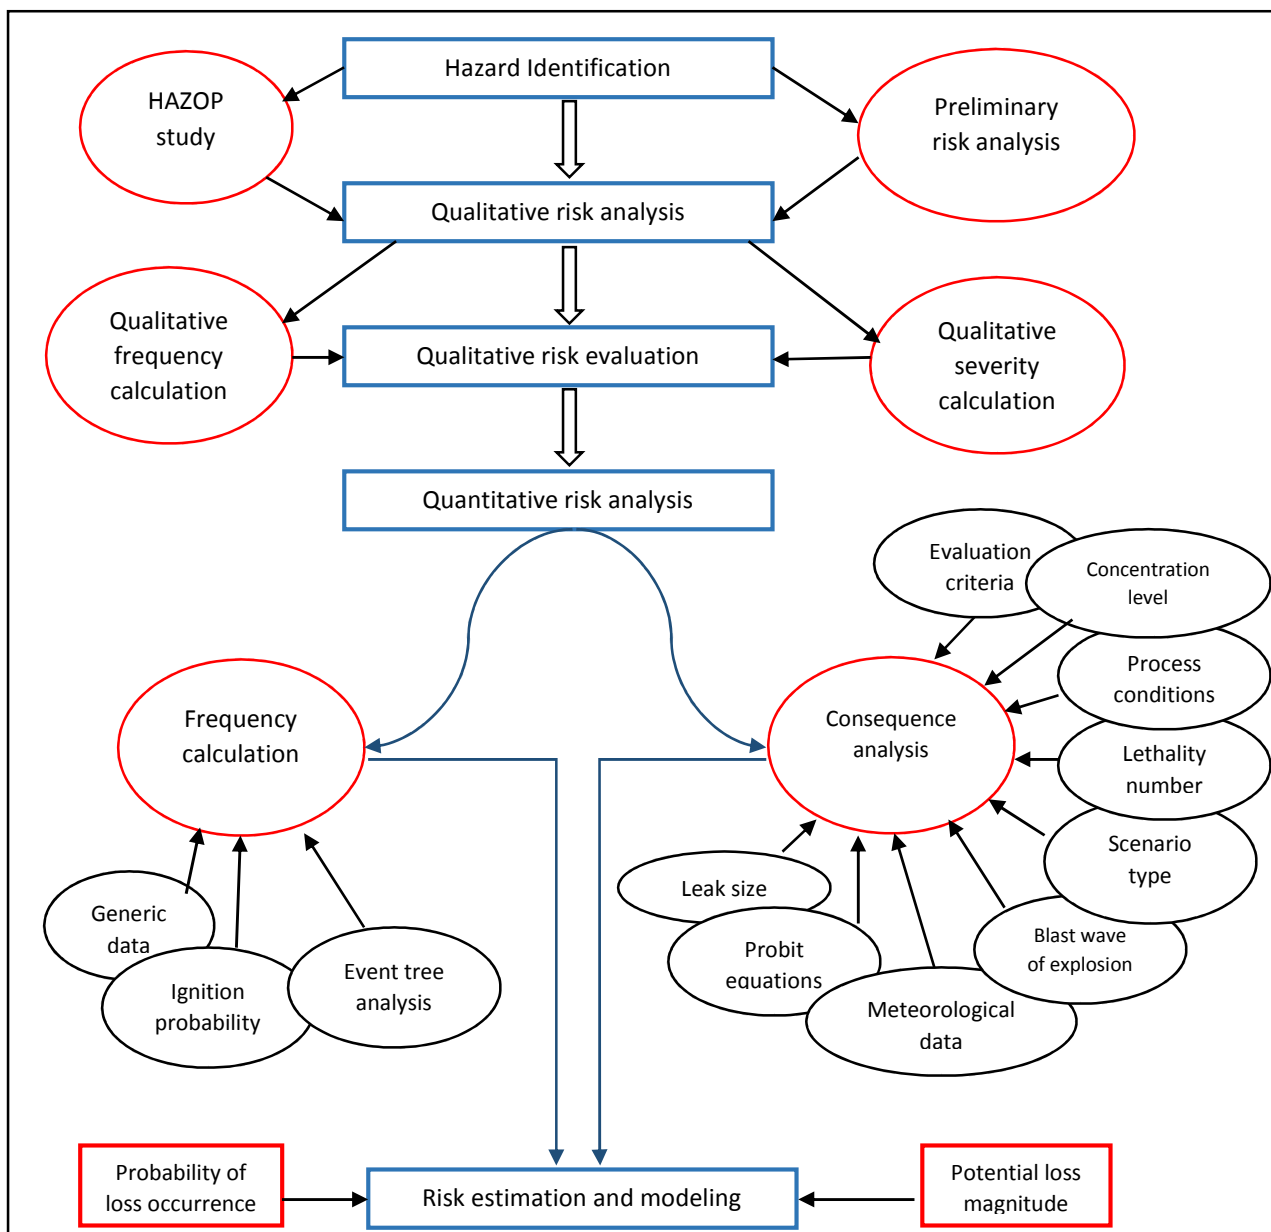 Hazard Identification
HAZOP
study
Preliminary
risk analysis
Qualitative risk analysis
Qualitative
frequency
calculation
Qualitative risk evaluation
Qualitative
severity
calculation
Quantitative risk analysis
Evaluation
criteria
Concentration
level
Process
conditions
Frequency
calculation
Consequence
analysis
Lethality
number
Scenario
type
Leak size
Generic
data
Probit
equations
Blast wave
of explosion
Event tree
analysis
Ignition
probability
Meteorological
data
Probability of
loss occurrence
Risk estimation and modeling
Potential loss
magnitude